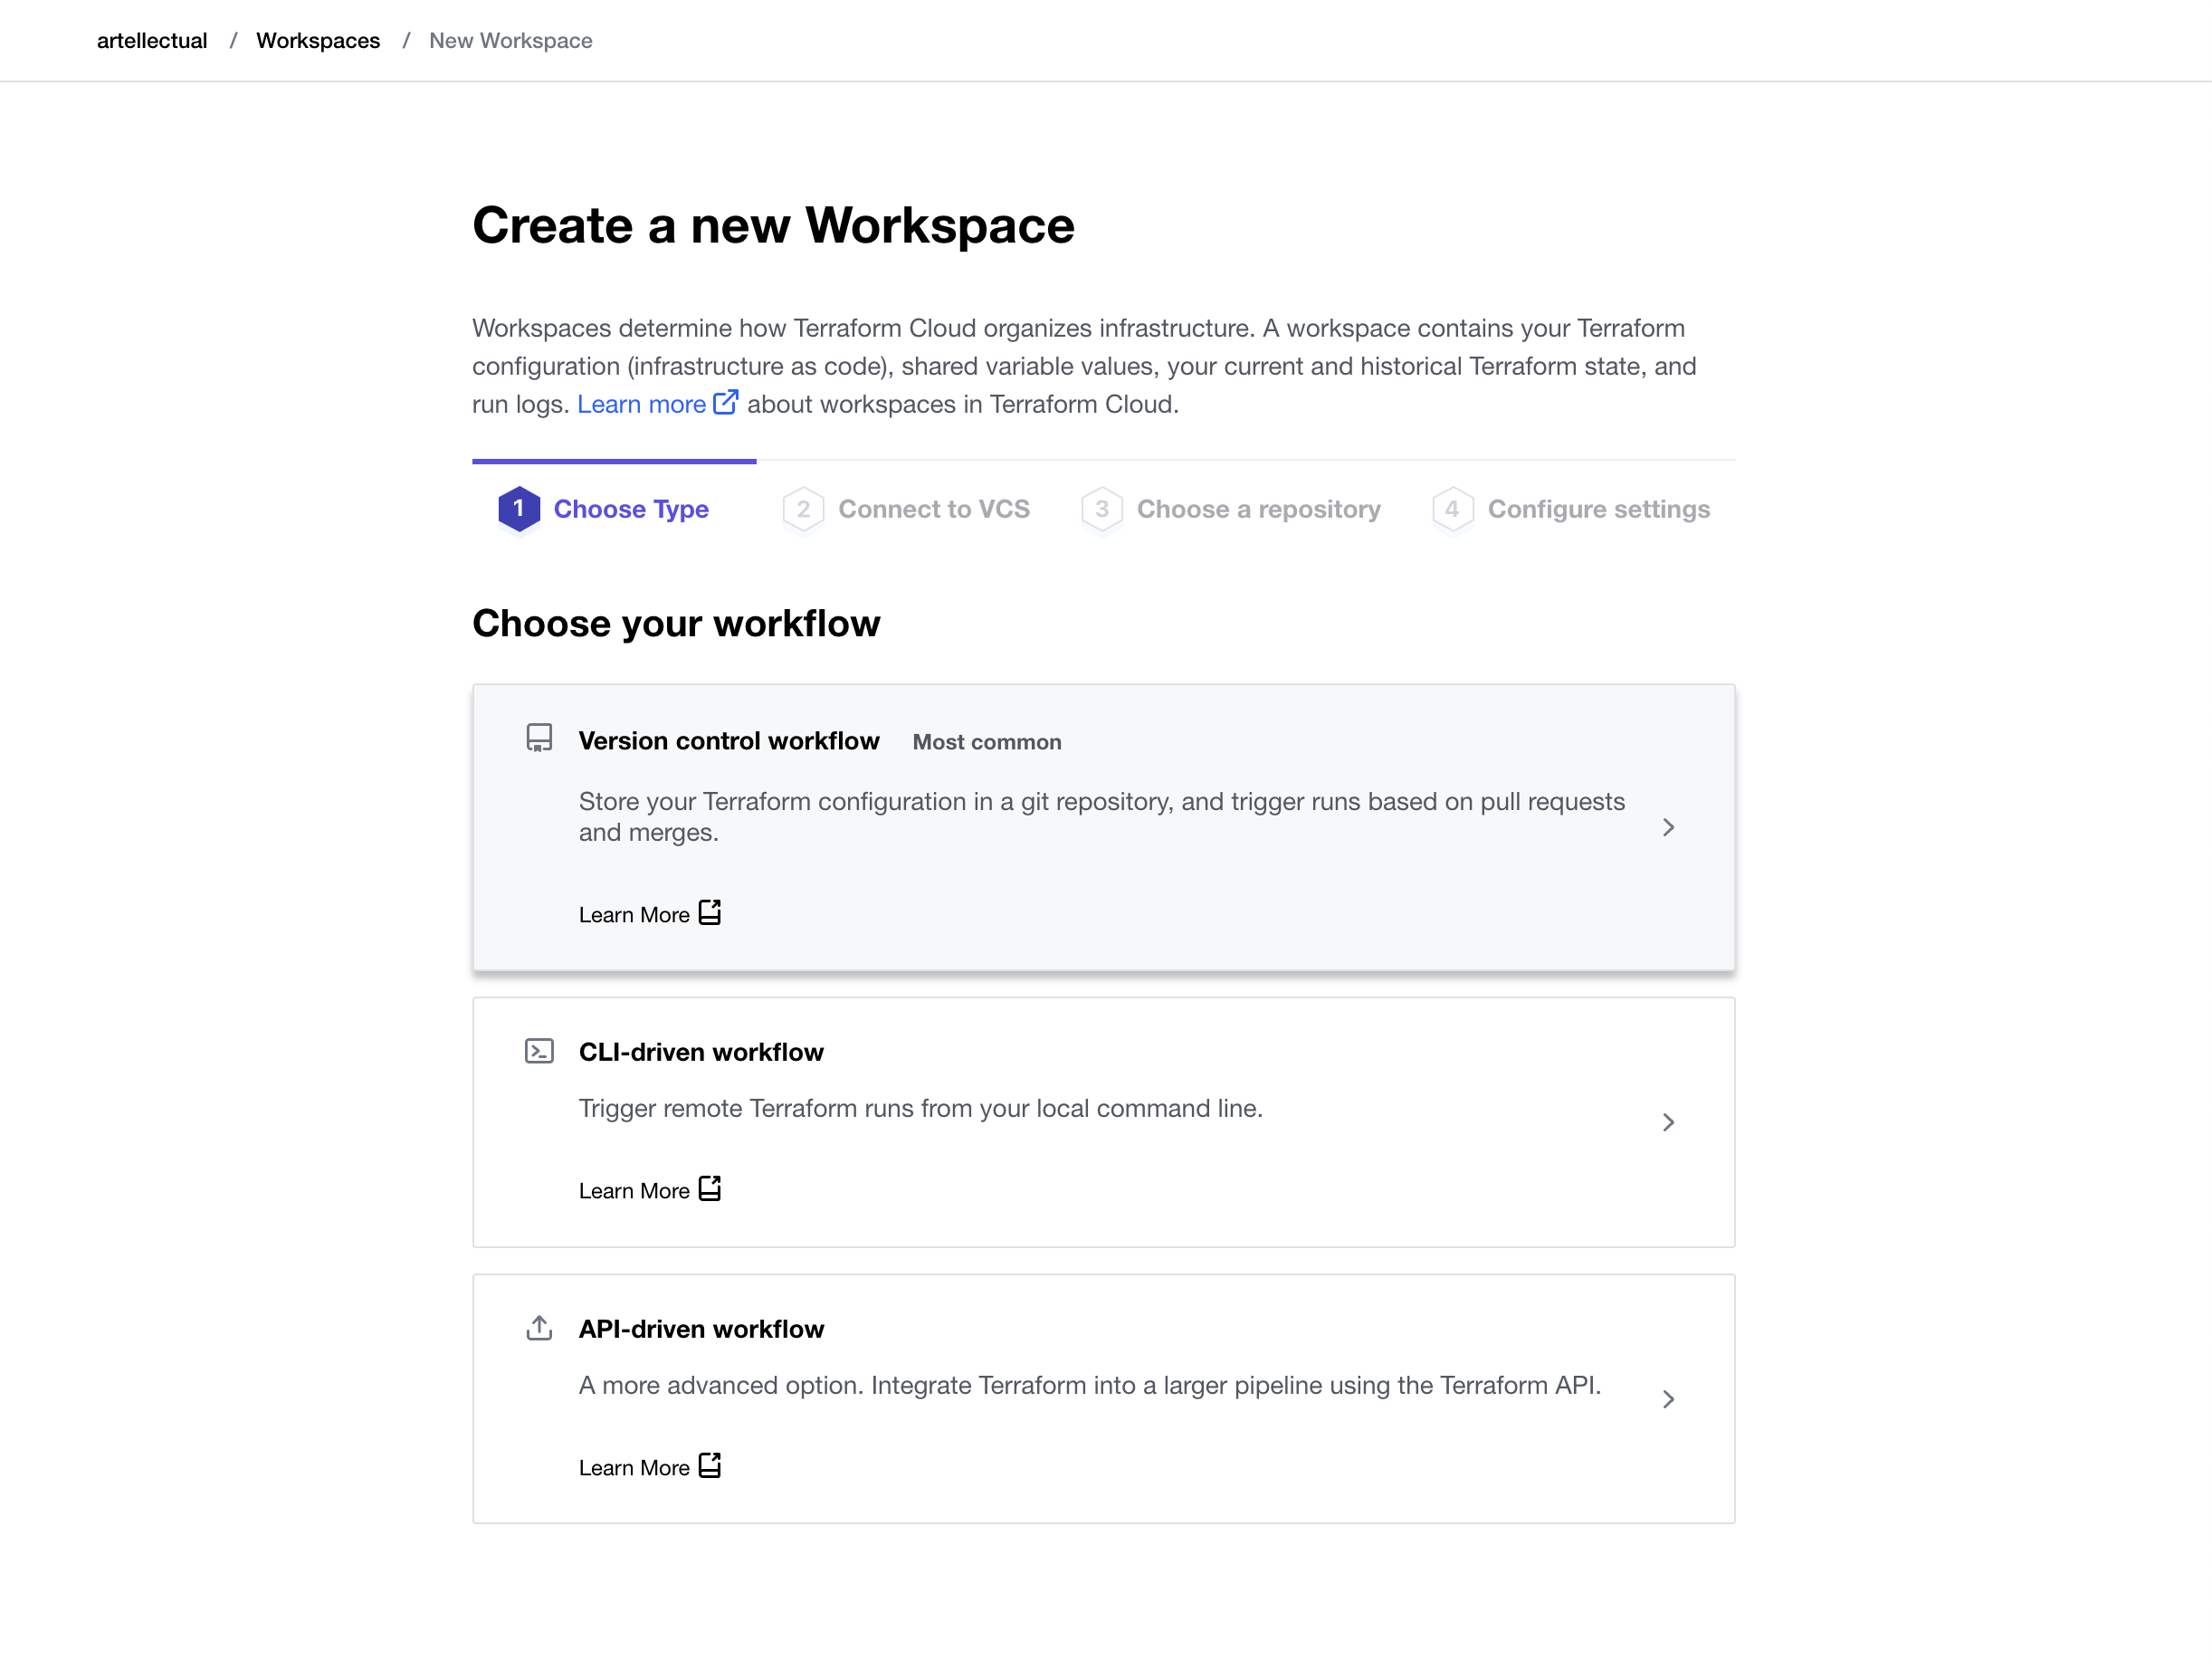 artellectual / Workspaces / New Workspace
Create a new Workspace
Workspaces determine how Terraform Cloud organizes infrastructure. A workspace contains your Terraform
configuration (infrastructure as code), shared variable values, your current and historical Terraform state, and
run logs. Learn more about workspaces in Terraform Cloud.
1 Choose Type 2 Connect to VCS 3 Choose a repository 4 Configure settings
Choose your workflow
Version control workflow Most common
Store your Terraform configuration in a git repository, and trigger runs based on pull requests
and merges.
Learn More
CLI-driven workflow
Trigger remote Terraform runs from your local command line.
Learn More
API-driven workflow
A more advanced option. Integrate Terraform into a larger pipeline using the Terraform API.
Learn More